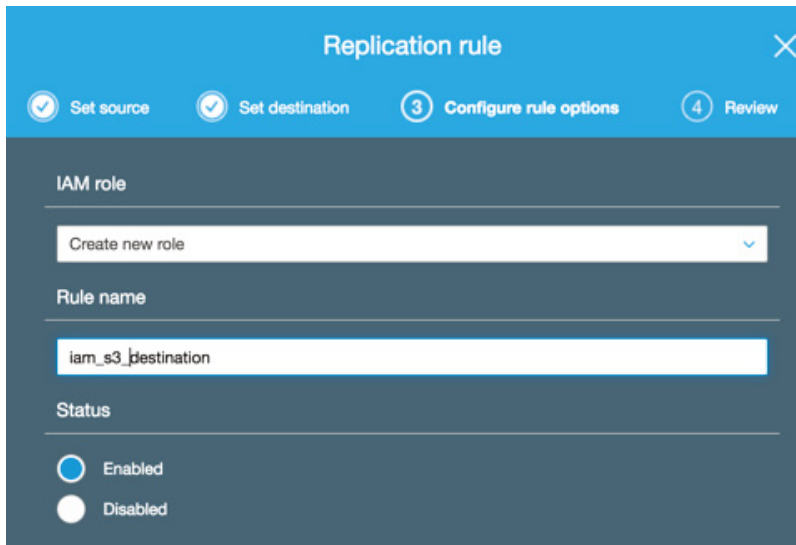 Replication rule
Set source Set destination 3 Configure rule options 4 Review
IAM role
Create new role
Rule name
iam_s3_destination
Status
Enabled
Disabled